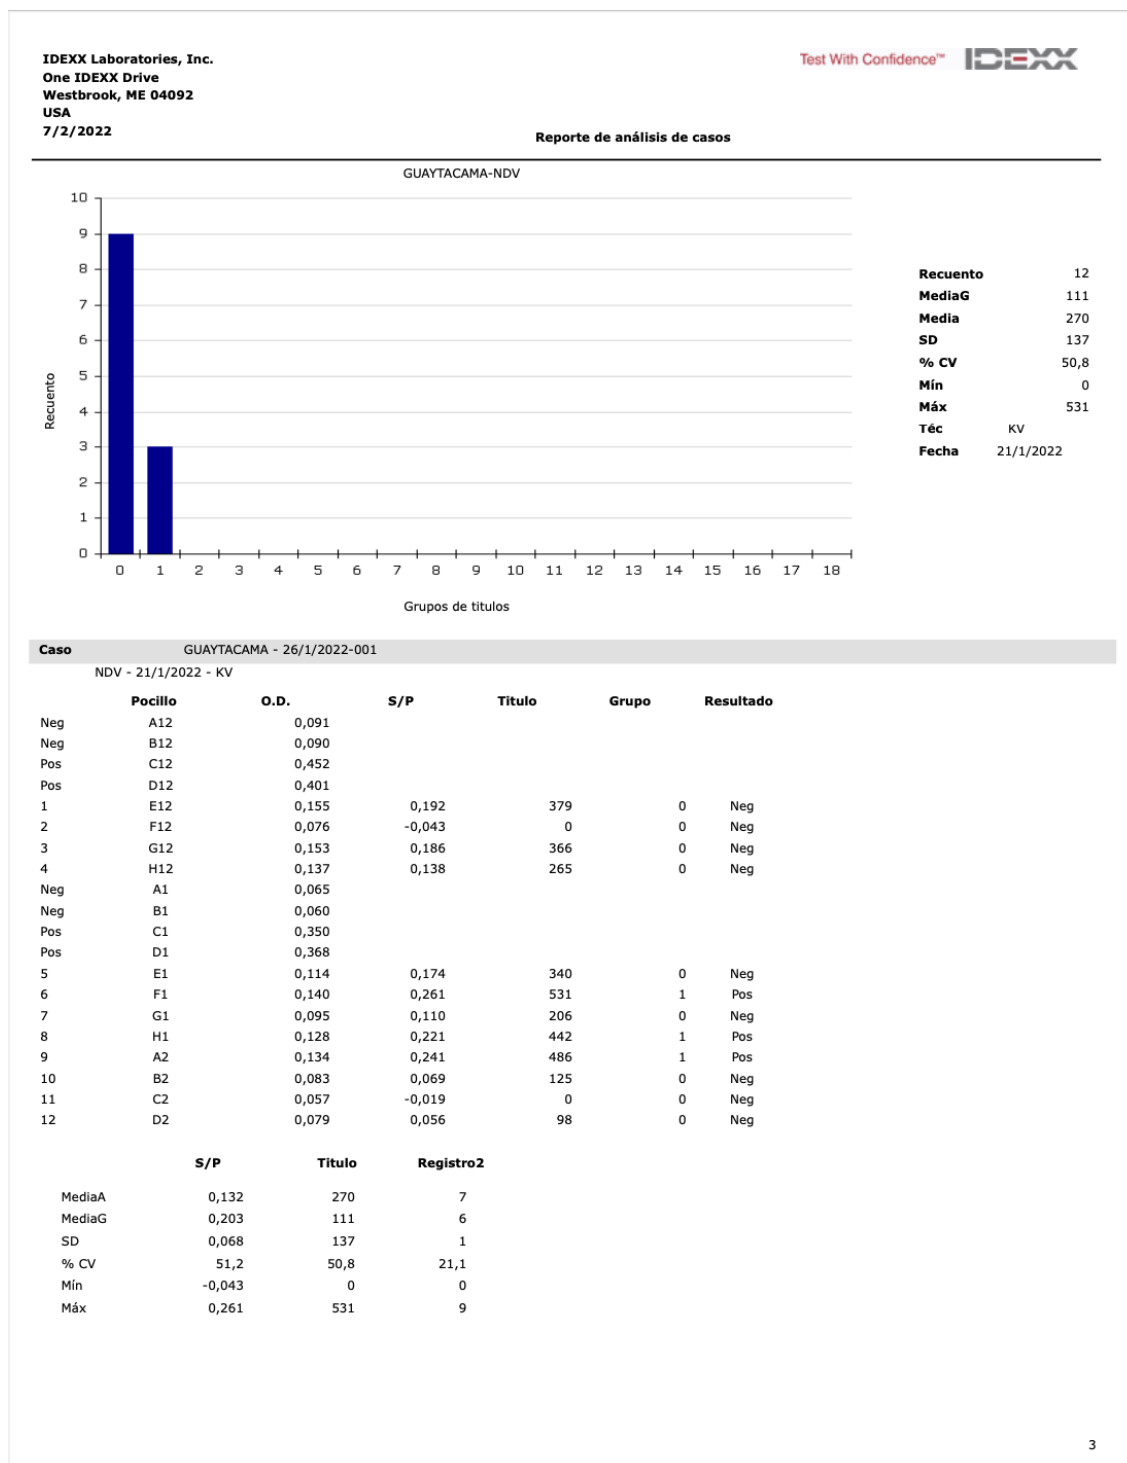 IDEXX Laboratories, Inc.
One IDEXX Drive
Westbrook, ME 04092
USA
7/2/2022
Test With Confidence™ IDEXX
Reporte de análisis de casos
GUAYTACAMA-NDV
10
9
8
7
6
5
4
3
2
1
0
Recuento
0 1 2 3 4 5 6 7 8 9 10 11 12 13 14 15 16 17 18
Grupos de titulos
Recuento 12
MediaG 111
Media 270
SD 137
% CV 50,8
Mín 0
Máx 531
Téc KV
Fecha 21/1/2022
Caso GUAYTACAMA - 26/1/2022-001
NDV - 21/1/2022 - KV
Pocillo O.D. S/P Titulo Grupo Resultado
Neg A12 0,091
Neg B12 0,090
Pos C12 0,452
Pos D12 0,401
1 E12 0,155 0,192 379 0 Neg
2 F12 0,076 -0,043 0 0 Neg
3 G12 0,153 0,186 366 0 Neg
4 H12 0,137 0,138 265 0 Neg
Neg A1 0,065
Neg B1 0,060
Pos C1 0,350
Pos D1 0,368
5 E1 0,114 0,174 340 0 Neg
6 F1 0,140 0,261 531 1 Pos
7 G1 0,095 0,110 206 0 Neg
8 H1 0,128 0,221 442 1 Pos
9 A2 0,134 0,241 486 1 Pos
10 B2 0,083 0,069 125 0 Neg
11 C2 0,057 -0,019 0 0 Neg
12 D2 0,079 0,056 98 0 Neg
S/P Titulo Registro2
MediaA 0,132 270 7
MediaG 0,203 111 6
SD 0,068 137 1
% CV 51,2 50,8 21,1
Mín -0,043 0 0
Máx 0,261 531 9
3